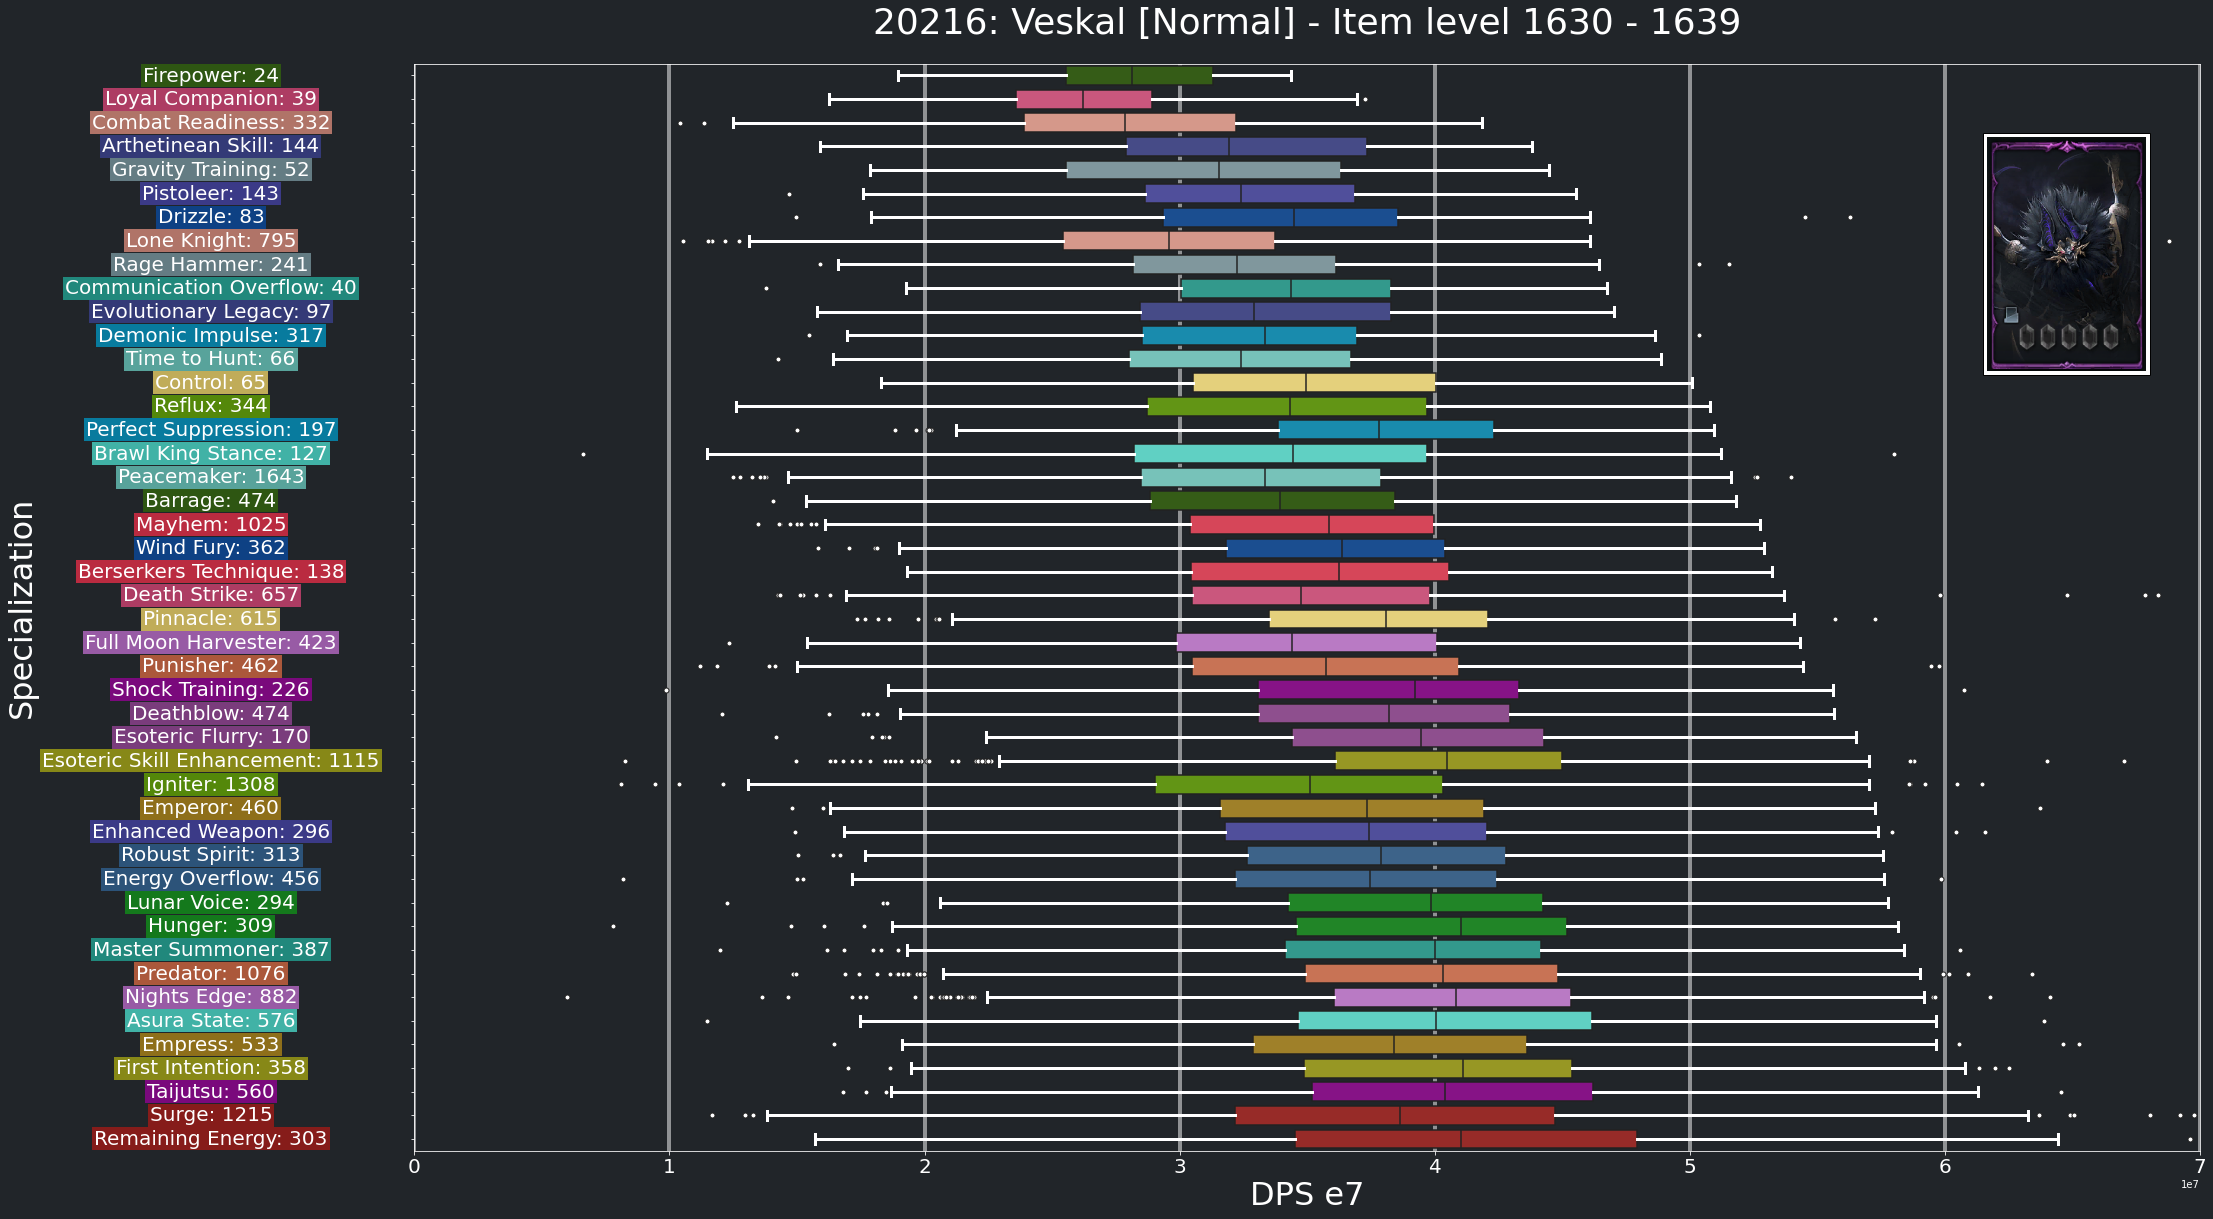 20216: Veskal [Normal] - Item level 1630 - 1639
Firepower: 24
Loyal Companion: 39
Combat Readiness: 332
Arthetinean Skill: 144
Gravity Training: 52
Pistoleer: 143
Drizzle: 83
Lone Knight: 795
Rage Hammer: 241
Communication Overflow: 40
Evolutionary Legacy: 97
Demonic Impulse: 317
Time to Hunt: 66
Control: 65
Reflux: 344
Perfect Suppression: 197
Brawl King Stance: 127
Peacemaker: 1643
Barrage: 474
Mayhem: 1025
Wind Fury: 362
Berserkers Technique: 138
Death Strike: 657
Pinnacle: 615
Full Moon Harvester: 423
Punisher: 462
Shock Training: 226
Deathblow: 474
Esoteric Flurry: 170
Esoteric Skill Enhancement: 1115
Igniter: 1308
Emperor: 460
Enhanced Weapon: 296
Robust Spirit: 313
Energy Overflow: 456
Lunar Voice: 294
Hunger: 309
Master Summoner: 387
Predator: 1076
Nights Edge: 882
Asura State: 576
Empress: 533
First Intention: 358
Taijutsu: 560
Surge: 1215
Remaining Energy: 303
Specialization
0 1 2 3 4 5 6 7
DPS e7
1e7